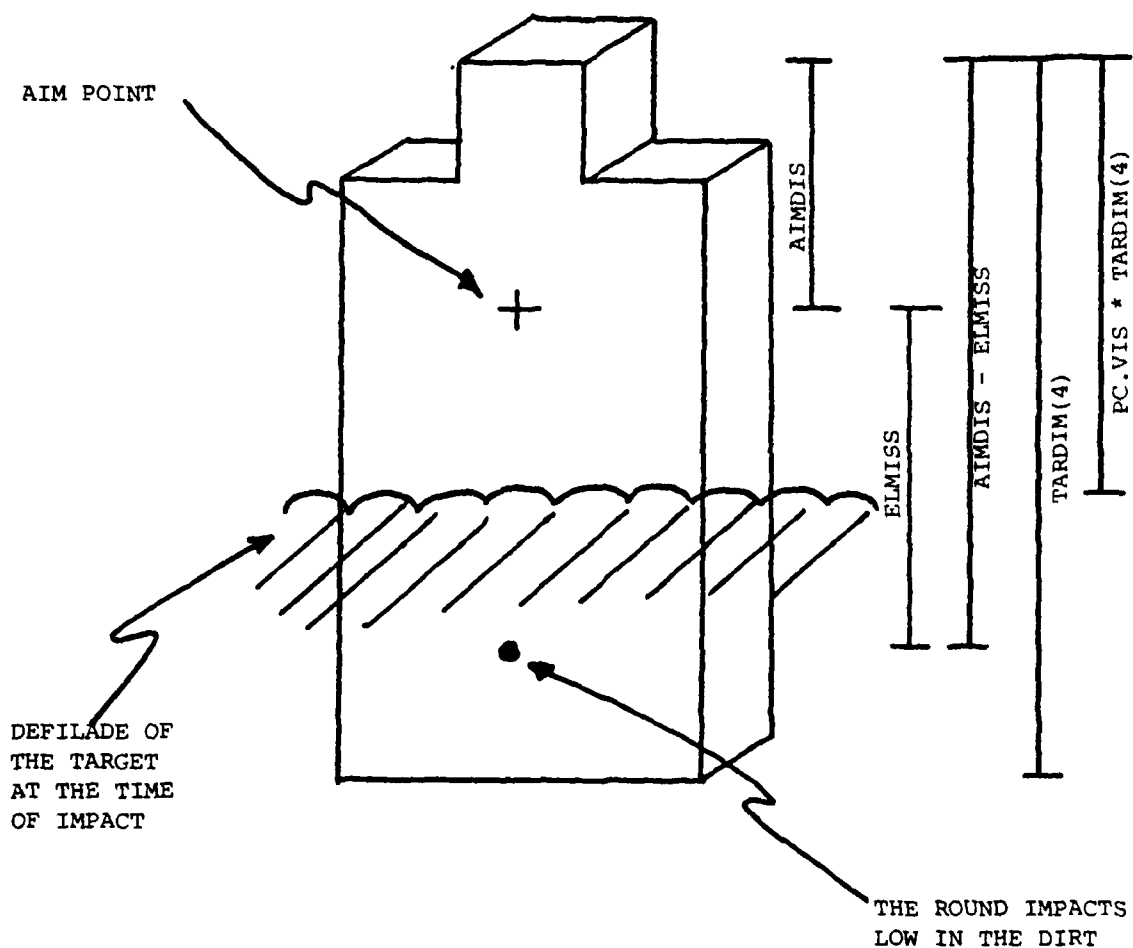 AIM POINT
AIMDIS
ELMISS
AIMDIS - ELMISS
TARDIM(4)
PC.VIS * TARDIM(4)
DEFILADE OF
THE TARGET
AT THE TIME
OF IMPACT
THE ROUND IMPACTS
LOW IN THE DIRT